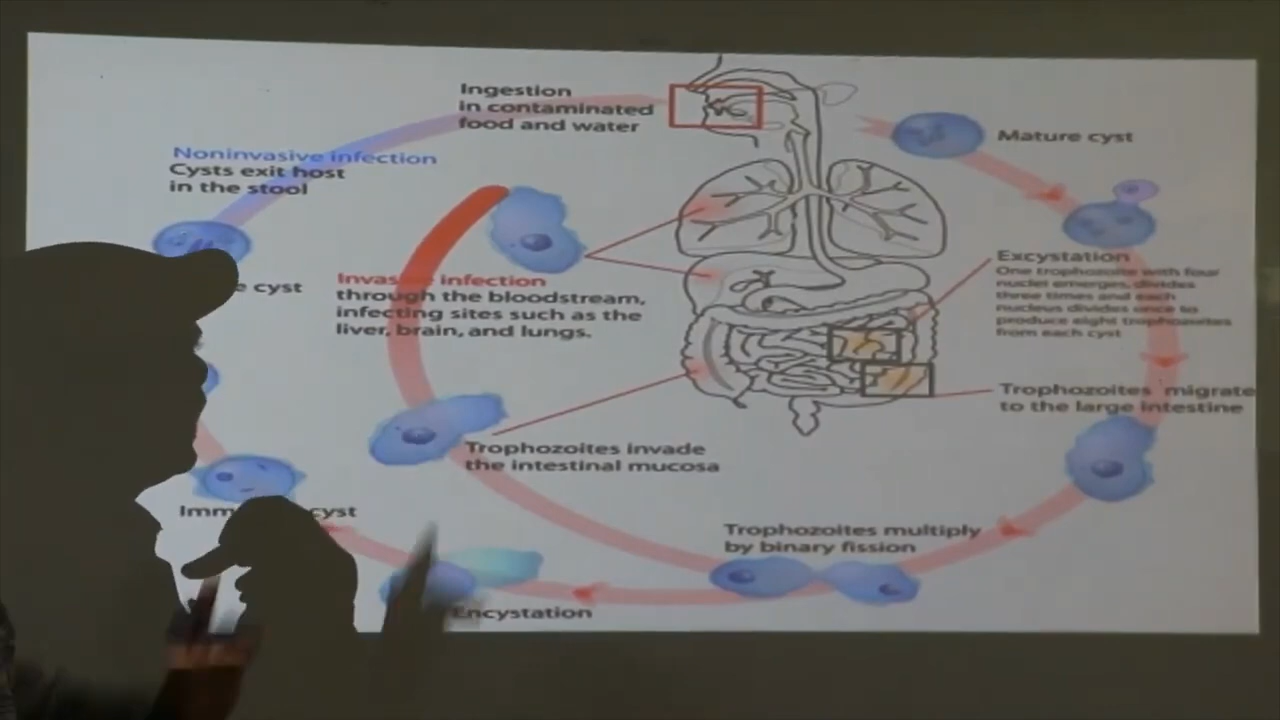 Ingestion
in contaminated
food and water
Mature cyst
Noninvasive infection
Cysts exit host
in the stool
cyst
Excystation
One trophozoite with four
nuclei emerges, divides
three times and each
nucleus divides once to
produce eight trophozoites
from each cyst
infection
through the bloodstream,
infecting sites such as the
liver, brain, and lungs.
Trophozoites migrate
to the large intestine
Trophozoites invade
the intestinal mucosa
cyst
Trophozoites multiply
by binary fission
Encystation